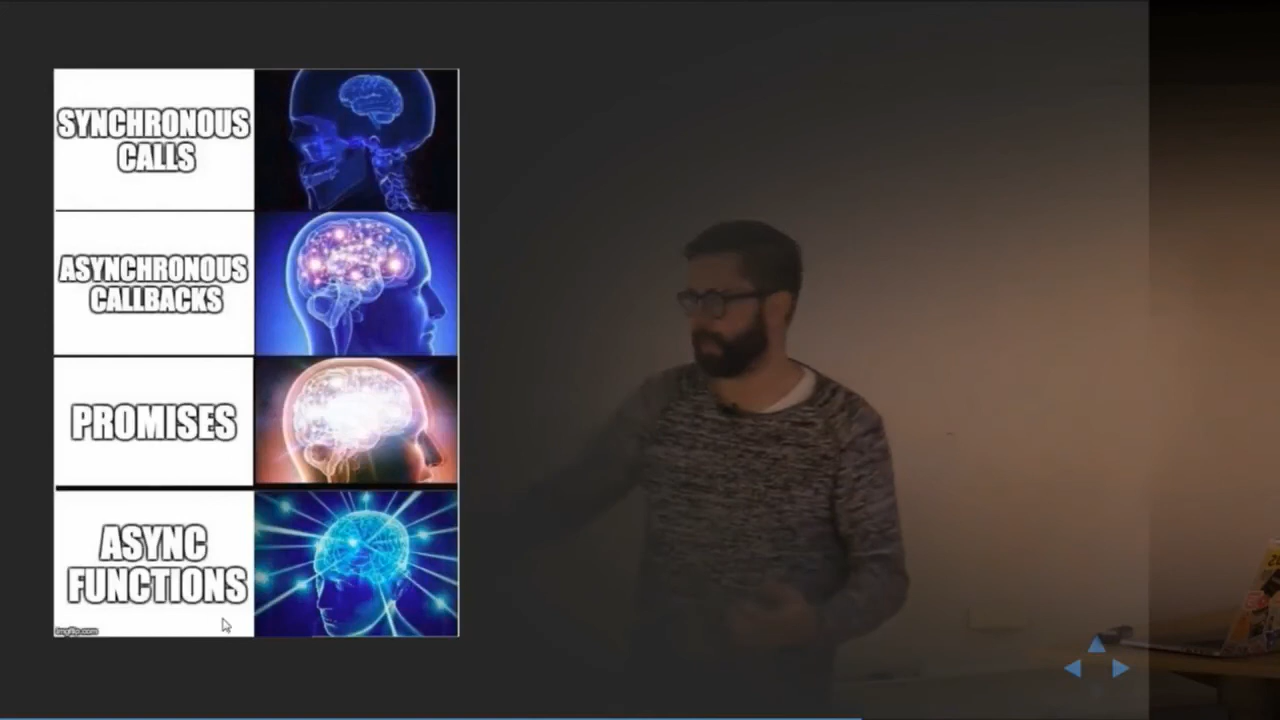 SYNCHRONOUS
CALLS
ASYNCHRONOUS
CALLBACKS
PROMISES
ASYNC
FUNCTIONS
imgflip.com